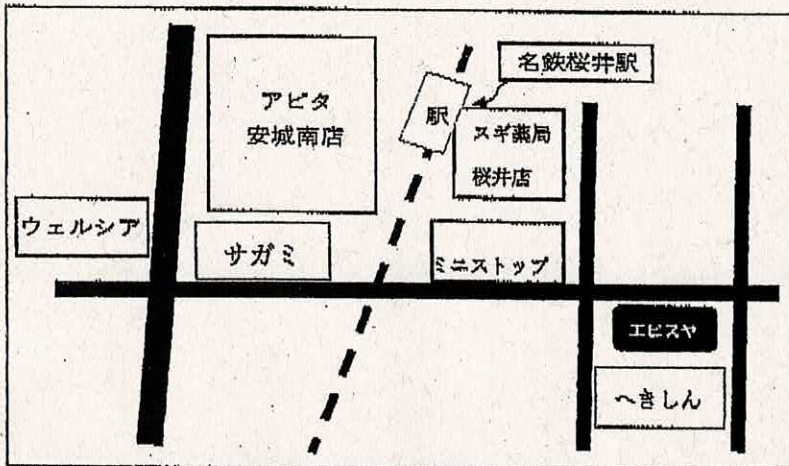 名鉄桜井駅
アピタ
安城南店
駅
スギ薬局
桜井店
ウェルシア
サガミ
ミニストップ
エビスヤ
へきしん